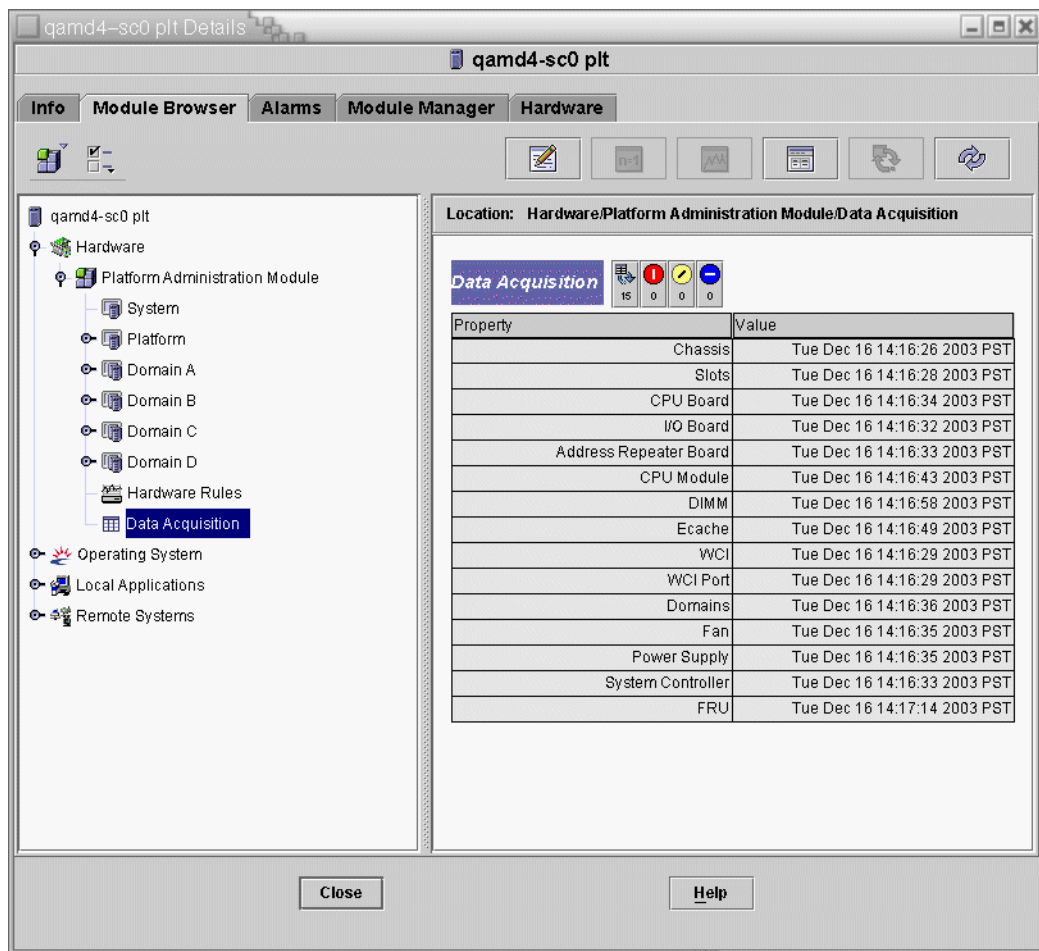 qamd4–sc0 plt Details
qamd4-sc0 plt
Info Module Browser Alarms Module Manager Hardware
n=1
qamd4-sc0 plt
Hardware
Platform Administration Module
System
Platform
Domain A
Domain B
Domain C
Domain D
Hardware Rules
Data Acquisition
Operating System
Local Applications
Remote Systems
Location: Hardware/Platform Administration Module/Data Acquisition
Data Acquisition 15 0 0 0
Property Value
Chassis Tue Dec 16 14:16:26 2003 PST
Slots Tue Dec 16 14:16:28 2003 PST
CPU Board Tue Dec 16 14:16:34 2003 PST
I/O Board Tue Dec 16 14:16:32 2003 PST
Address Repeater Board Tue Dec 16 14:16:33 2003 PST
CPU Module Tue Dec 16 14:16:43 2003 PST
DIMM Tue Dec 16 14:16:58 2003 PST
Ecache Tue Dec 16 14:16:49 2003 PST
WCI Tue Dec 16 14:16:29 2003 PST
WCI Port Tue Dec 16 14:16:29 2003 PST
Domains Tue Dec 16 14:16:36 2003 PST
Fan Tue Dec 16 14:16:35 2003 PST
Power Supply Tue Dec 16 14:16:35 2003 PST
System Controller Tue Dec 16 14:16:33 2003 PST
FRU Tue Dec 16 14:17:14 2003 PST
Close Help